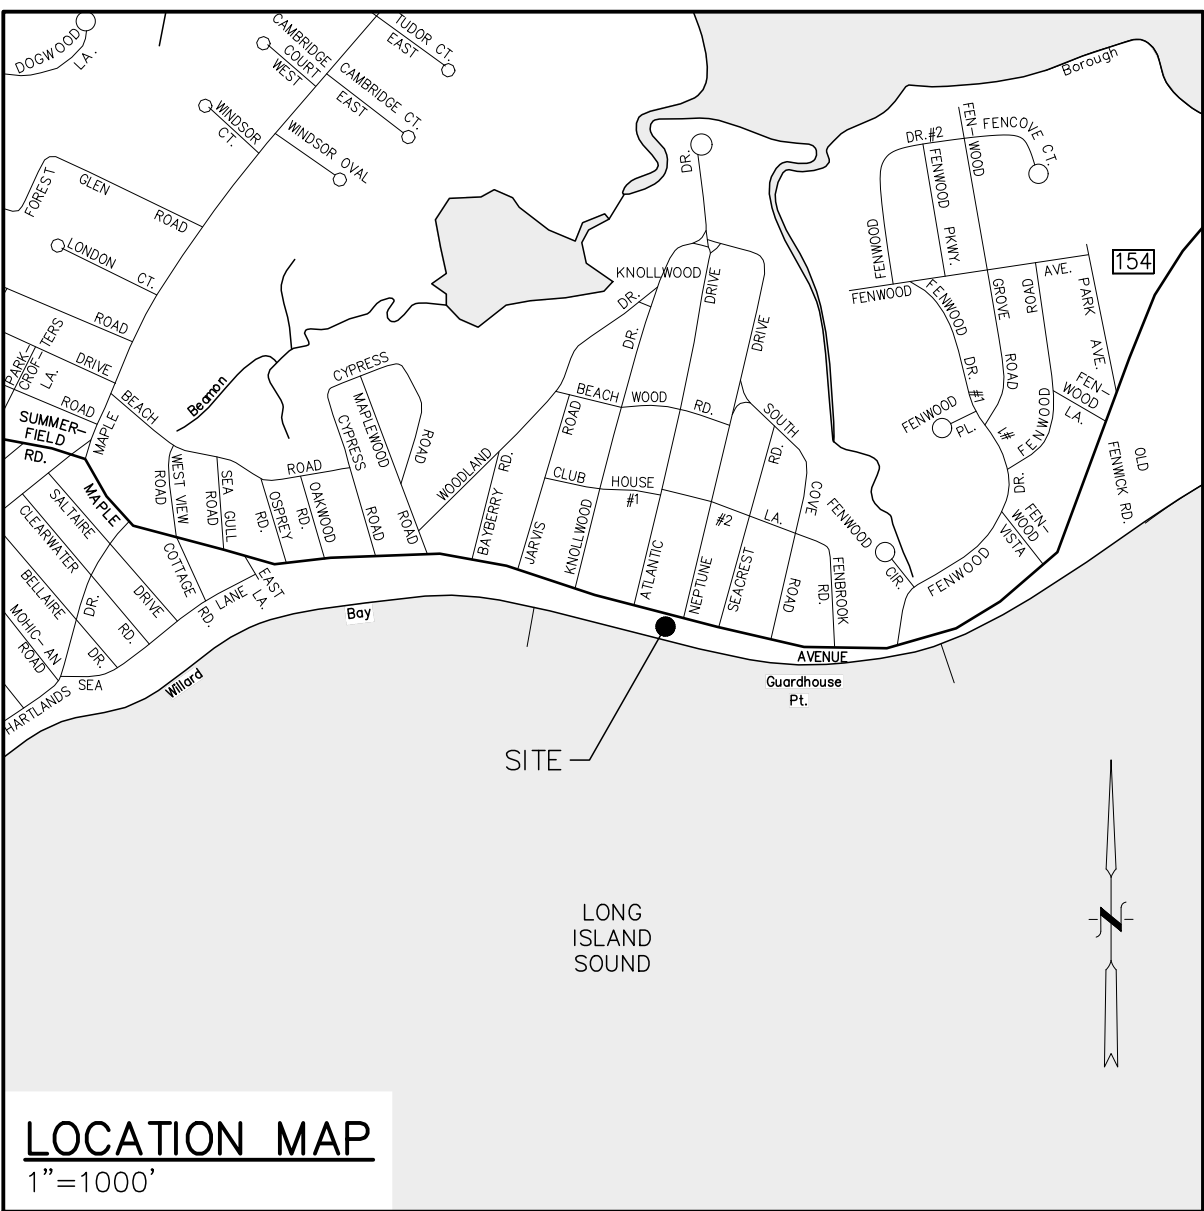 DOGWOOD
LA.
CAMBRIDGE
COURT
WEST
TUDOR CT.
EAST
CAMBRIDGE CT.
EAST
WINDSOR
CT.
WINDSOR OVAL
FOREST
GLEN
ROAD
LONDON CT.
ROAD
PARK-
CROF-TERS
LA.
DRIVE
ROAD
SUMMER-
FIELD
RD.
MAPLE
BEACH
ROAD
Beamon
MAPLE
WEST VIEW
ROAD
SEA GULL
ROAD
OSPREY
RD.
OAKWOOD
RD.
CYPRESS
ROAD
MAPLEWOOD
ROAD
CYPRESS
ROAD
SALTAIRE
DRIVE
CLEARWATER
RD.
BELLAIRE
DR.
MOHIC-AN
ROAD
DR.
HARTLANDS
SEA
LANE
COTTAGE
RD.
EAST
LA.
Willard
Bay
WOODLAND
DR.
KNOLLWOOD
DR.
DRIVE
DR.
DRIVE
BEACH WOOD RD.
BAYBERRY RD.
JARVIS
ROAD
CLUB HOUSE LA.
#1
#2
KNOLLWOOD
ATLANTIC
NEPTUNE
SEACREST
RD.
SOUTH
COVE
ROAD
FENBROOK
RD.
FENWOOD
CIR.
FENWOOD
DR.
#1
Borough
DR.#2
FENCOVE CT.
FEN-
WOOD
FENWOOD
PKWY.
FENWOOD
FENWOOD
AVE.
FENWOOD
DR. #1
GROVE
ROAD
FENWOOD
ROAD
PARK
AVE.
154
FENWOOD
PL.
FEN-
WOOD
LA.
FEN-
WOOD
VISTA
OLD
FENWICK RD.
AVENUE
Guardhouse
Pt.
SITE
LONG
ISLAND
SOUND
N
LOCATION MAP
1"=1000'